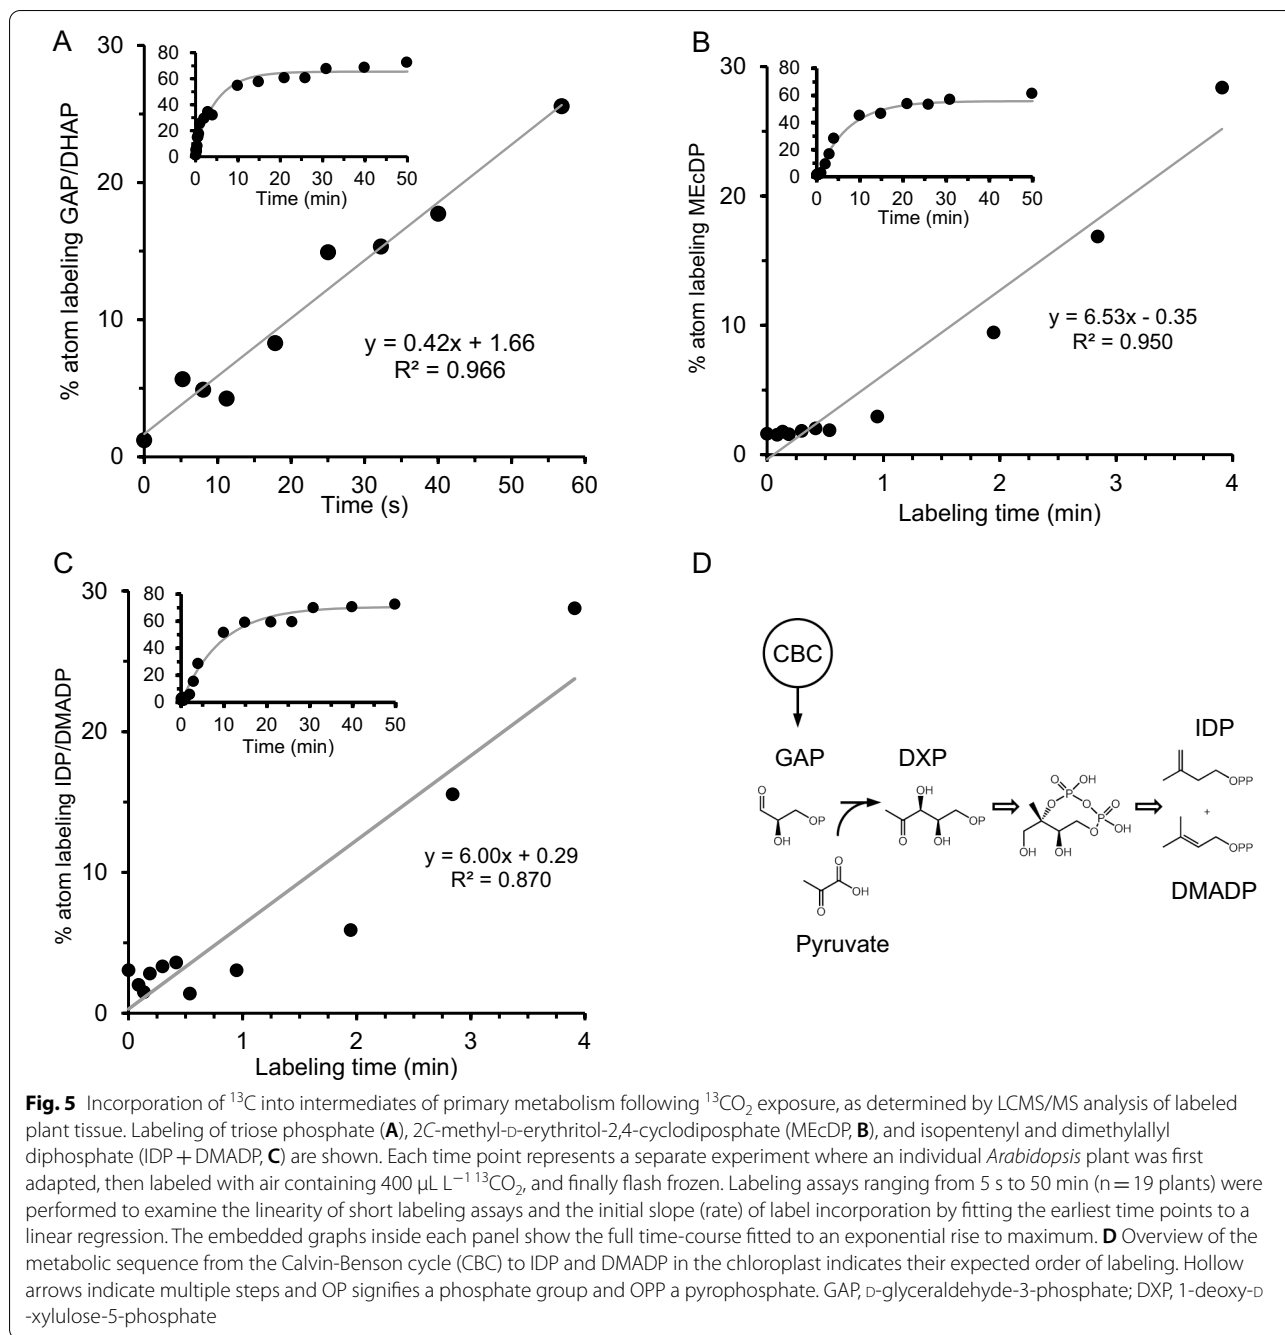 A
30
20
10
0
% atom labeling GAP/DHAP
0 10 20 30 40 50 60
Time (s)
y = 0.42x + 1.66
R² = 0.966
80
60
40
20
0
0 10 20 30 40 50
Time (min)
B
30
20
10
0
% atom labeling MEcDP
0 1 2 3 4
Labeling time (min)
y = 6.53x - 0.35
R² = 0.950
80
60
40
20
0
0 10 20 30 40 50
Time (min)
C
30
20
10
0
% atom labeling IDP/DMADP
0 1 2 3 4
Labeling time (min)
y = 6.00x + 0.29
R² = 0.870
80
60
40
20
0
0 10 20 30 40 50
Time (min)
D
CBC
GAP
DXP
IDP
O
OP
OH
OH
O
OH
OP
O
OH
O
P
O
O
P
O
OH
O
OH
OH
OPP
+
OPP
O
OH
O
Pyruvate
DMADP
Fig. 5 Incorporation of ¹³C into intermediates of primary metabolism following ¹³CO₂ exposure, as determined by LCMS/MS analysis of labeled
plant tissue. Labeling of triose phosphate (A), 2C-methyl-D-erythritol-2,4-cyclodiposphate (MEcDP, B), and isopentenyl and dimethylallyl
diphosphate (IDP + DMADP, C) are shown. Each time point represents a separate experiment where an individual Arabidopsis plant was first
adapted, then labeled with air containing 400 µL L⁻¹ ¹³CO₂, and finally flash frozen. Labeling assays ranging from 5 s to 50 min (n = 19 plants) were
performed to examine the linearity of short labeling assays and the initial slope (rate) of label incorporation by fitting the earliest time points to a
linear regression. The embedded graphs inside each panel show the full time-course fitted to an exponential rise to maximum. D Overview of the
metabolic sequence from the Calvin-Benson cycle (CBC) to IDP and DMADP in the chloroplast indicates their expected order of labeling. Hollow
arrows indicate multiple steps and OP signifies a phosphate group and OPP a pyrophosphate. GAP, D-glyceraldehyde-3-phosphate; DXP, 1-deoxy-D
-xylulose-5-phosphate